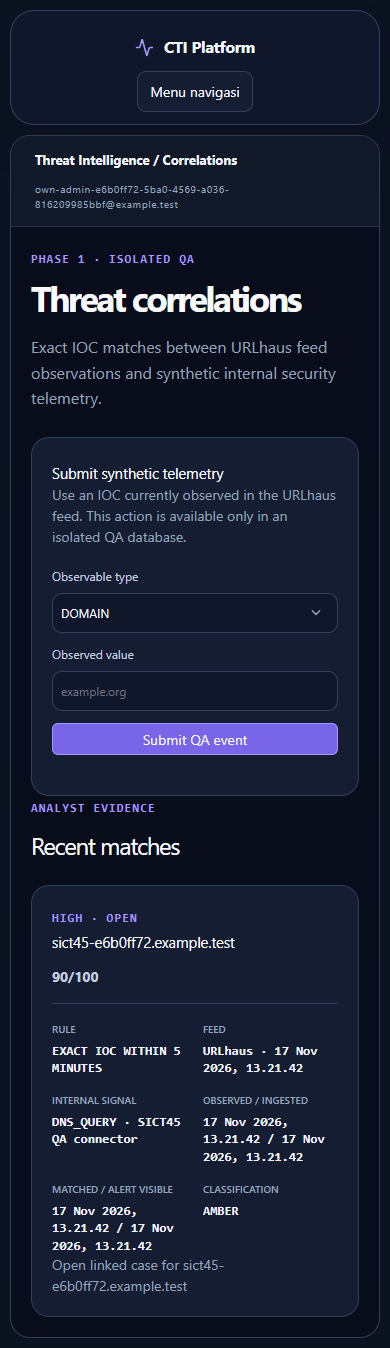 CTI Platform
Menu navigasi
Threat Intelligence / Correlations
own-admin-e6b0ff72-5ba0-4569-a036-
816209985bbf@example.test
PHASE 1 · ISOLATED QA
Threat correlations
Exact IOC matches between URLhaus feed
observations and synthetic internal security
telemetry.
Submit synthetic telemetry
Use an IOC currently observed in the URLhaus
feed. This action is available only in an
isolated QA database.
Observable type
DOMAIN
Observed value
example.org
Submit QA event
ANALYST EVIDENCE
Recent matches
HIGH · OPEN
sict45-e6b0ff72.example.test
90/100
RULE
EXACT IOC WITHIN 5
MINUTES
FEED
URLhaus · 17 Nov
2026, 13.21.42
INTERNAL SIGNAL
DNS_QUERY · SICT45
QA connector
OBSERVED / INGESTED
17 Nov 2026,
13.21.42 / 17 Nov
2026, 13.21.42
MATCHED / ALERT VISIBLE
17 Nov 2026,
13.21.42 / 17 Nov
2026, 13.21.42
CLASSIFICATION
AMBER
Open linked case for sict45-
e6b0ff72.example.test